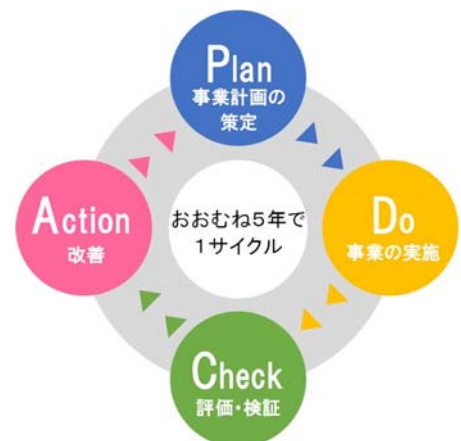 Plan
事業計画の
策定
Action
改善
おおむね5年で
1サイクル
Do
事業の実施
Check
評価・検証